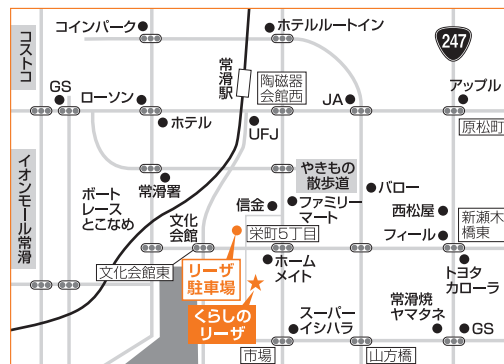 コストコ
コインパーク
ホテルルートイン
247
GS
ローソン
常滑駅
陶磁器
会館西
JA
アップル
ホテル
UFJ
原松町
イオンモール常滑
常滑署
やきもの
散歩道
ボート
レース
とこなめ
文化
会館
信金
ファミリー
マート
バロー
西松屋
フィール
新瀬木
橋東
栄町5丁目
文化会館東
リーザ
駐車場
ホーム
メイト
トヨタ
カローラ
くらしの
リーザ
スーパー
イシハラ
常滑焼
ヤマタネ
GS
市場
山方橋